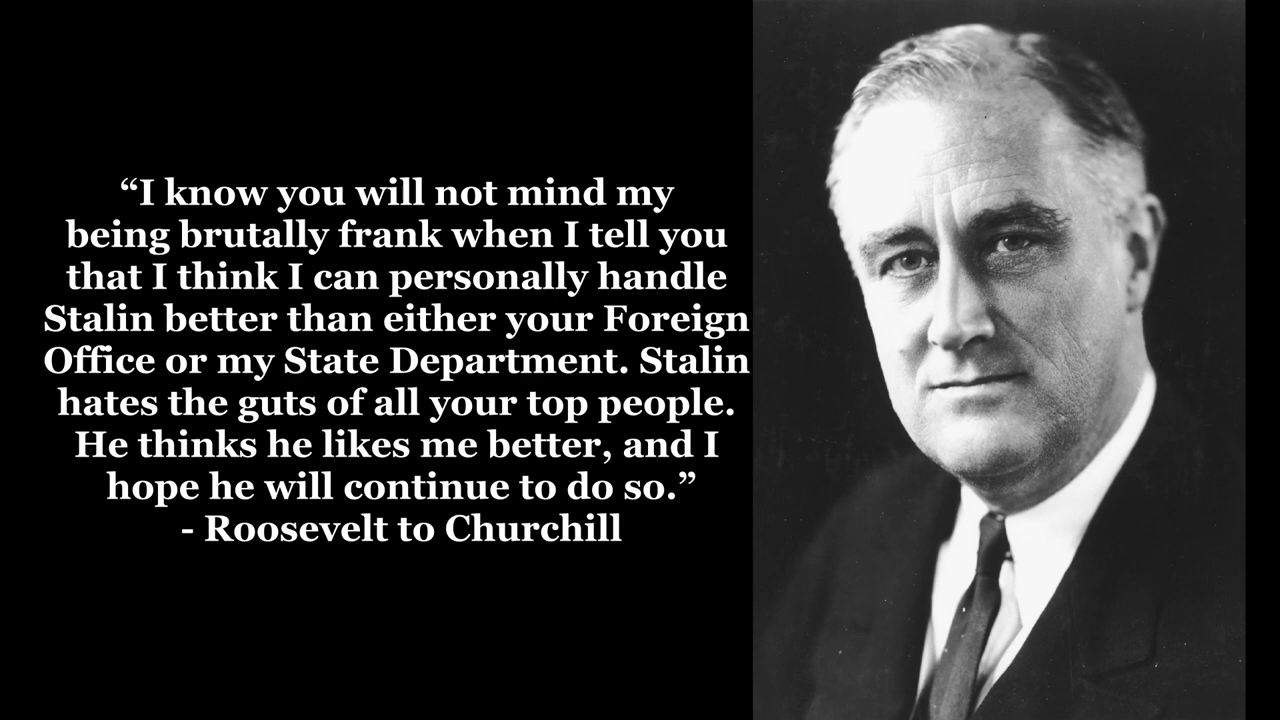 “I know you will not mind my
being brutally frank when I tell you
that I think I can personally handle
Stalin better than either your Foreign
Office or my State Department. Stalin
hates the guts of all your top people.
He thinks he likes me better, and I
hope he will continue to do so.”
- Roosevelt to Churchill